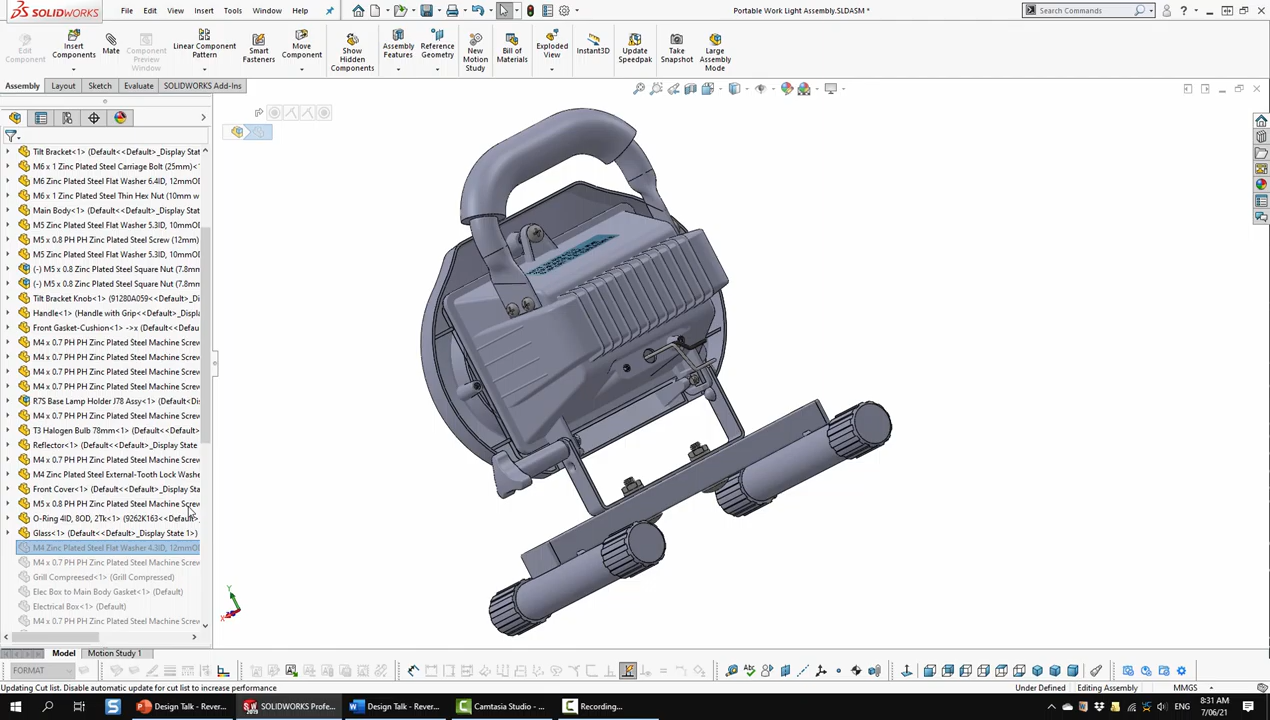 SOLIDWORKS
File Edit View Insert Tools Window Help
Portable Work Light Assembly.SLDASM *
Search Commands
Edit Component
Insert Components
Mate
Component Preview Window
Linear Component Pattern
Smart Fasteners
Move Component
Show Hidden Components
Assembly Features
Reference Geometry
New Motion Study
Bill of Materials
Exploded View
Instant3D
Update Speedpak
Take Snapshot
Large Assembly Mode
Assembly Layout Sketch Evaluate SOLIDWORKS Add-Ins
Tilt Bracket<1> (Default<<Default>_Display Stat
M6 x 1 Zinc Plated Steel Carriage Bolt (25mm)<1
M6 Zinc Plated Steel Flat Washer 6.4ID, 12mmOD
M6 x 1 Zinc Plated Steel Thin Hex Nut (10mm w
Main Body<1> (Default<<Default>_Display Stat
M5 Zinc Plated Steel Flat Washer 5.3ID, 10mmOD
M5 x 0.8 PH PH Zinc Plated Steel Screw (12mm)
M5 Zinc Plated Steel Flat Washer 5.3ID, 10mmOD
(-) M5 x 0.8 Zinc Plated Steel Square Nut (7.8mm
(-) M5 x 0.8 Zinc Plated Steel Square Nut (7.8mm
Tilt Bracket Knob<1> (91280A059<<Default>_Di
Handle<1> (Handle with Grip<<Default>_Displa
Front Gasket-Cushion<1> ->x (Default<<Defau
M4 x 0.7 PH PH Zinc Plated Steel Machine Screw
M4 x 0.7 PH PH Zinc Plated Steel Machine Screw
M4 x 0.7 PH PH Zinc Plated Steel Machine Screw
R7S Base Lamp Holder J78 Assy<1> (Default<Dis
M4 x 0.7 PH PH Zinc Plated Steel Machine Screw
T3 Halogen Bulb 78mm<1> (Default<<Default>_
Reflector<1> (Default<<Default>_Display State
M4 x 0.7 PH PH Zinc Plated Steel Machine Screw
M4 Zinc Plated Steel External-Tooth Lock Washe
Front Cover<1> (Default<<Default>_Display Sta
M5 x 0.8 PH PH Zinc Plated Steel Machine Screw
O-Ring 4ID, 8OD, 2Tk<1> (9262K163<<Default>
Glass<1> (Default<<Default>_Display State 1>)
M4 Zinc Plated Steel Flat Washer 4.3ID, 12mmOD
M4 x 0.7 PH PH Zinc Plated Steel Machine Screw
Grill Compreesed<1> (Grill Compressed)
Elec Box to Main Body Gasket<1> (Default)
Electrical Box<1> (Default)
M4 x 0.7 PH PH Zinc Plated Steel Machine Screw
Y
X
Model Motion Study 1
FORMAT
Updating Cut list. Disable automatic update for cut list to increase performance
Under Defined Editing Assembly MMGS
Design Talk - Rever... SOLIDWORKS Profe... Design Talk - Rever... Camtasia Studio - ... Recording...
ENG
8:31 AM
7/06/21